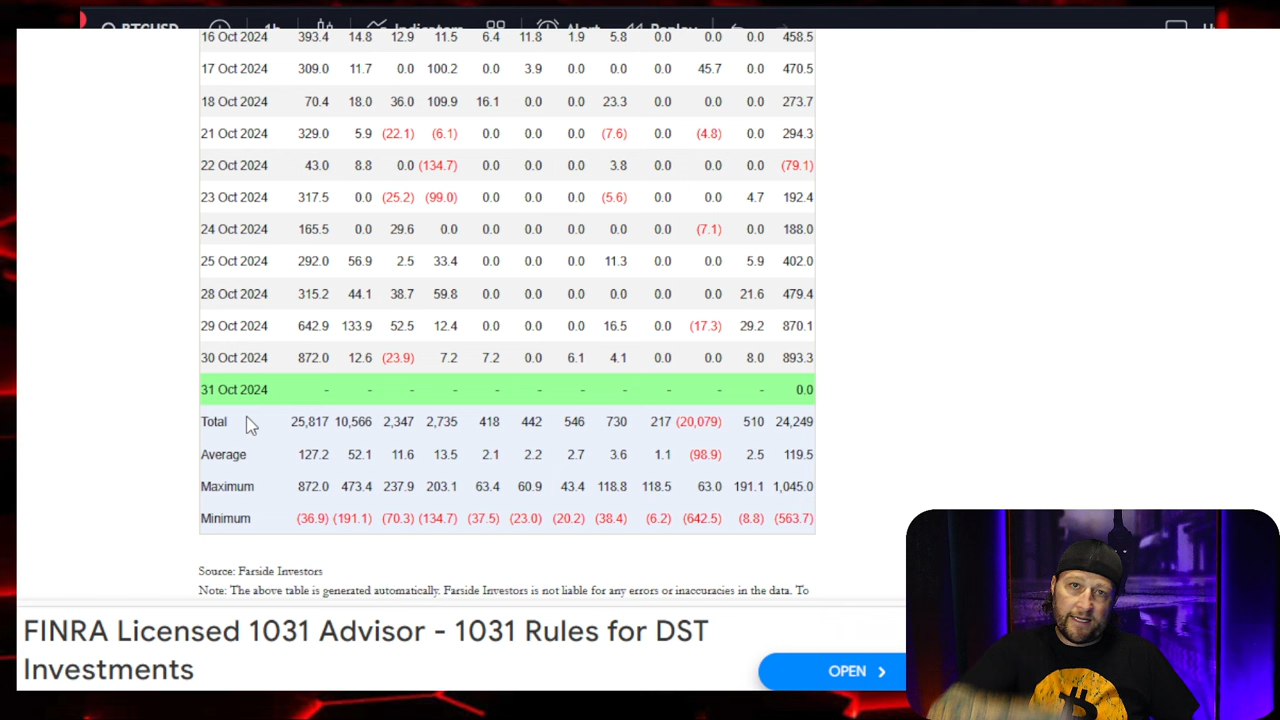 BTCUSD 1h Indicators Alert Replay
16 Oct 2024 393.4 14.8 12.9 11.5 6.4 11.8 1.9 5.8 0.0 0.0 0.0 458.5
17 Oct 2024 309.0 11.7 0.0 100.2 0.0 3.9 0.0 0.0 0.0 45.7 470.5
18 Oct 2024 70.4 18.0 36.0 109.9 16.1 0.0 0.0 23.3 0.0 0.0 0.0 273.7
21 Oct 2024 329.0 5.9 (22.1) (6.1) 0.0 0.0 0.0 (7.6) 0.0 (4.8) 0.0 294.3
22 Oct 2024 43.0 8.8 0.0 (134.7) 0.0 0.0 0.0 3.8 0.0 0.0 0.0 (79.1)
23 Oct 2024 317.5 0.0 (25.2) (99.0) 0.0 0.0 0.0 (5.6) 0.0 0.0 4.7 192.4
24 Oct 2024 165.5 0.0 29.6 0.0 0.0 0.0 0.0 0.0 0.0 (7.1) 0.0 188.0
25 Oct 2024 292.0 56.9 2.5 33.4 0.0 0.0 0.0 11.3 0.0 0.0 5.9 402.0
28 Oct 2024 315.2 44.1 38.7 59.8 0.0 0.0 0.0 0.0 0.0 0.0 21.6 479.4
29 Oct 2024 642.9 133.9 52.5 12.4 0.0 0.0 0.0 16.5 0.0 (17.3) 29.2 870.1
30 Oct 2024 872.0 12.6 (23.9) 7.2 7.2 0.0 6.1 4.1 0.0 0.0 8.0 893.3
31 Oct 2024 - - - - - - - - - - - 0.0
Total 25,817 10,566 2,347 2,735 418 442 546 730 217 (20,079) 510 24,249
Average 127.2 52.1 11.6 13.5 2.1 2.2 2.7 3.6 1.1 (98.9) 2.5 119.5
Maximum 872.0 473.4 237.9 203.1 63.4 60.9 43.4 118.8 118.5 63.0 191.1 1,045.0
Minimum (36.9) (191.1) (70.3) (134.7) (37.5) (23.0) (20.2) (38.4) (6.2) (642.5) (8.8) (563.7)
Source: Farside Investors
Note: The above table is generated automatically. Farside Investors is not liable for any errors or inaccuracies in the data. To
FINRA Licensed 1031 Advisor - 1031 Rules for DST
Investments
OPEN